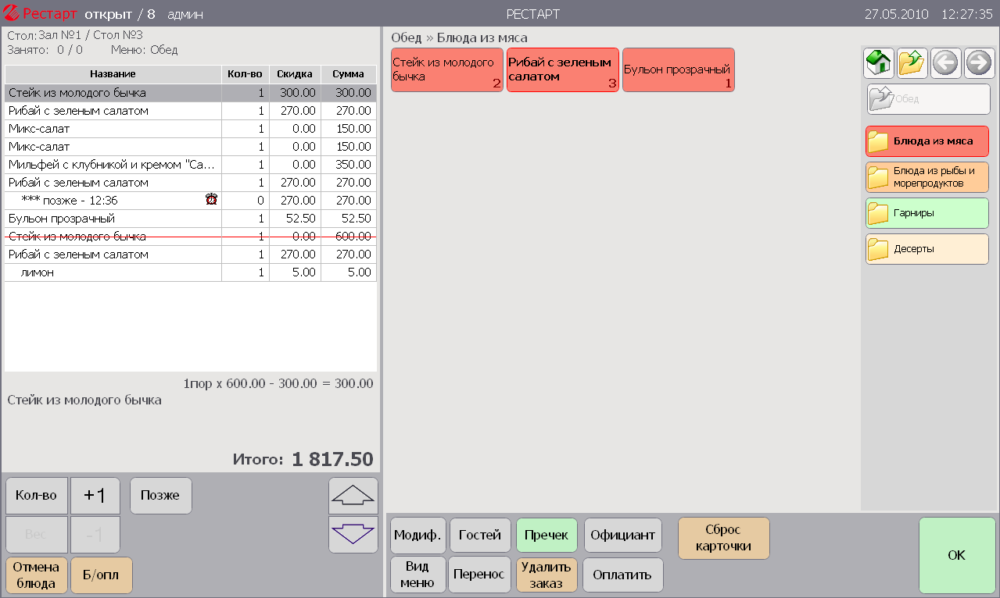 Рестарт открыт / 8 админ
РЕСТАРТ
27.05.2010 12:27:35
Стол: Зал №1 / Стол №3
Занято: 0 / 0 Меню: Обед
Название Кол-во Скидка Сумма
Стейк из молодого бычка 1 300.00 300.00
Рибай с зеленым салатом 1 270.00 270.00
Микс-салат 1 0.00 150.00
Микс-салат 1 0.00 150.00
Мильфей с клубникой и кремом "Са... 1 0.00 350.00
Рибай с зеленым салатом 1 270.00 270.00
*** позже - 12:36 0 270.00 270.00
Бульон прозрачный 1 52.50 52.50
Стейк из молодого бычка 1 0.00 600.00
Рибай с зеленым салатом 1 270.00 270.00
лимон 1 5.00 5.00
1пор x 600.00 - 300.00 = 300.00
Стейк из молодого бычка
Итого: 1 817.50
Кол-во +1 Позже
Вес -1
Отмена
блюда
Б/опл
Обед » Блюда из мяса
Стейк из молодого
бычка
2
Рибай с зеленым
салатом
3
Бульон прозрачный
1
Обед
Блюда из мяса
Блюда из рыбы и
морепродуктов
Гарниры
Десерты
Модиф. Гостей Пречек Официант
Сброс
карточки
Вид
меню
Перенос
Удалить
заказ
Оплатить
ОК